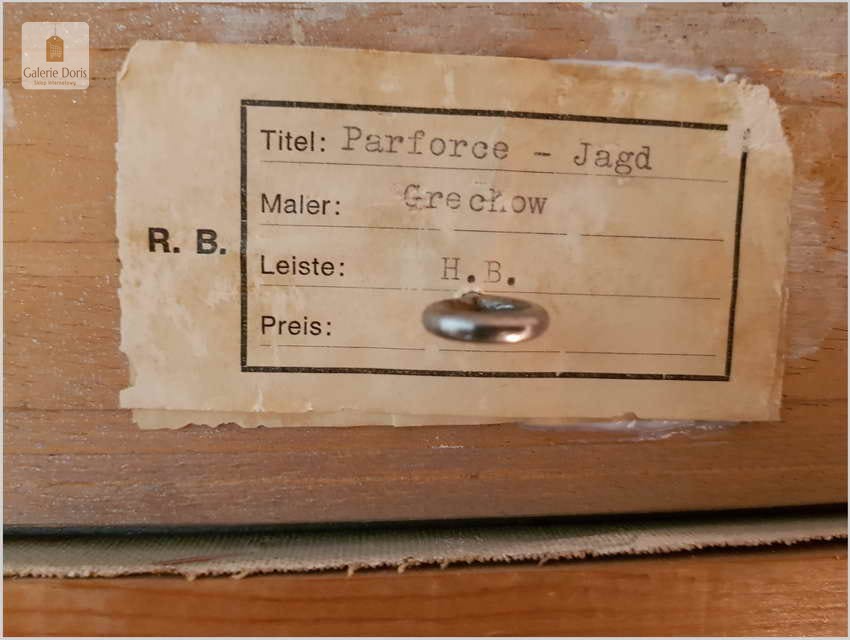 Galerie Doris
Titel: Parforce - Jagd
Maler: Grechow
R. B.
Leiste: H.B.
Preis: